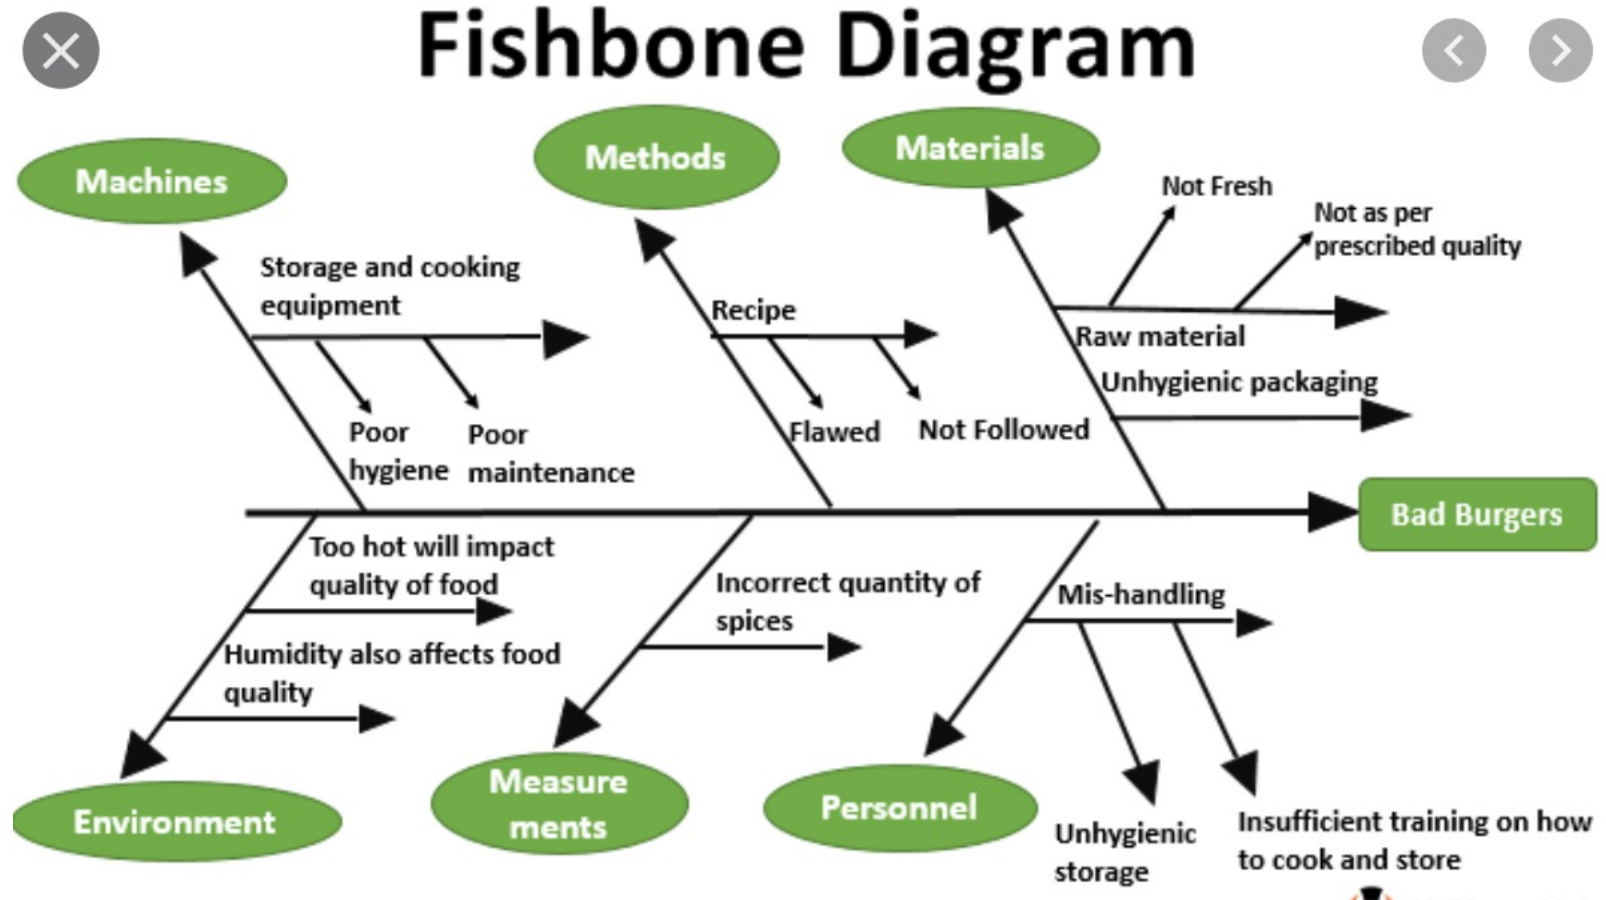 Fishbone Diagram
Machines
Methods
Materials
Not Fresh
Not as per
prescribed quality
Storage and cooking
equipment
Recipe
Raw material
Unhygienic packaging
Poor
hygiene
Poor
maintenance
Flawed
Not Followed
Bad Burgers
Too hot will impact
quality of food
Humidity also affects food
quality
Incorrect quantity of
spices
Mis-handling
Environment
Measure
ments
Personnel
Unhygienic
storage
Insufficient training on how
to cook and store